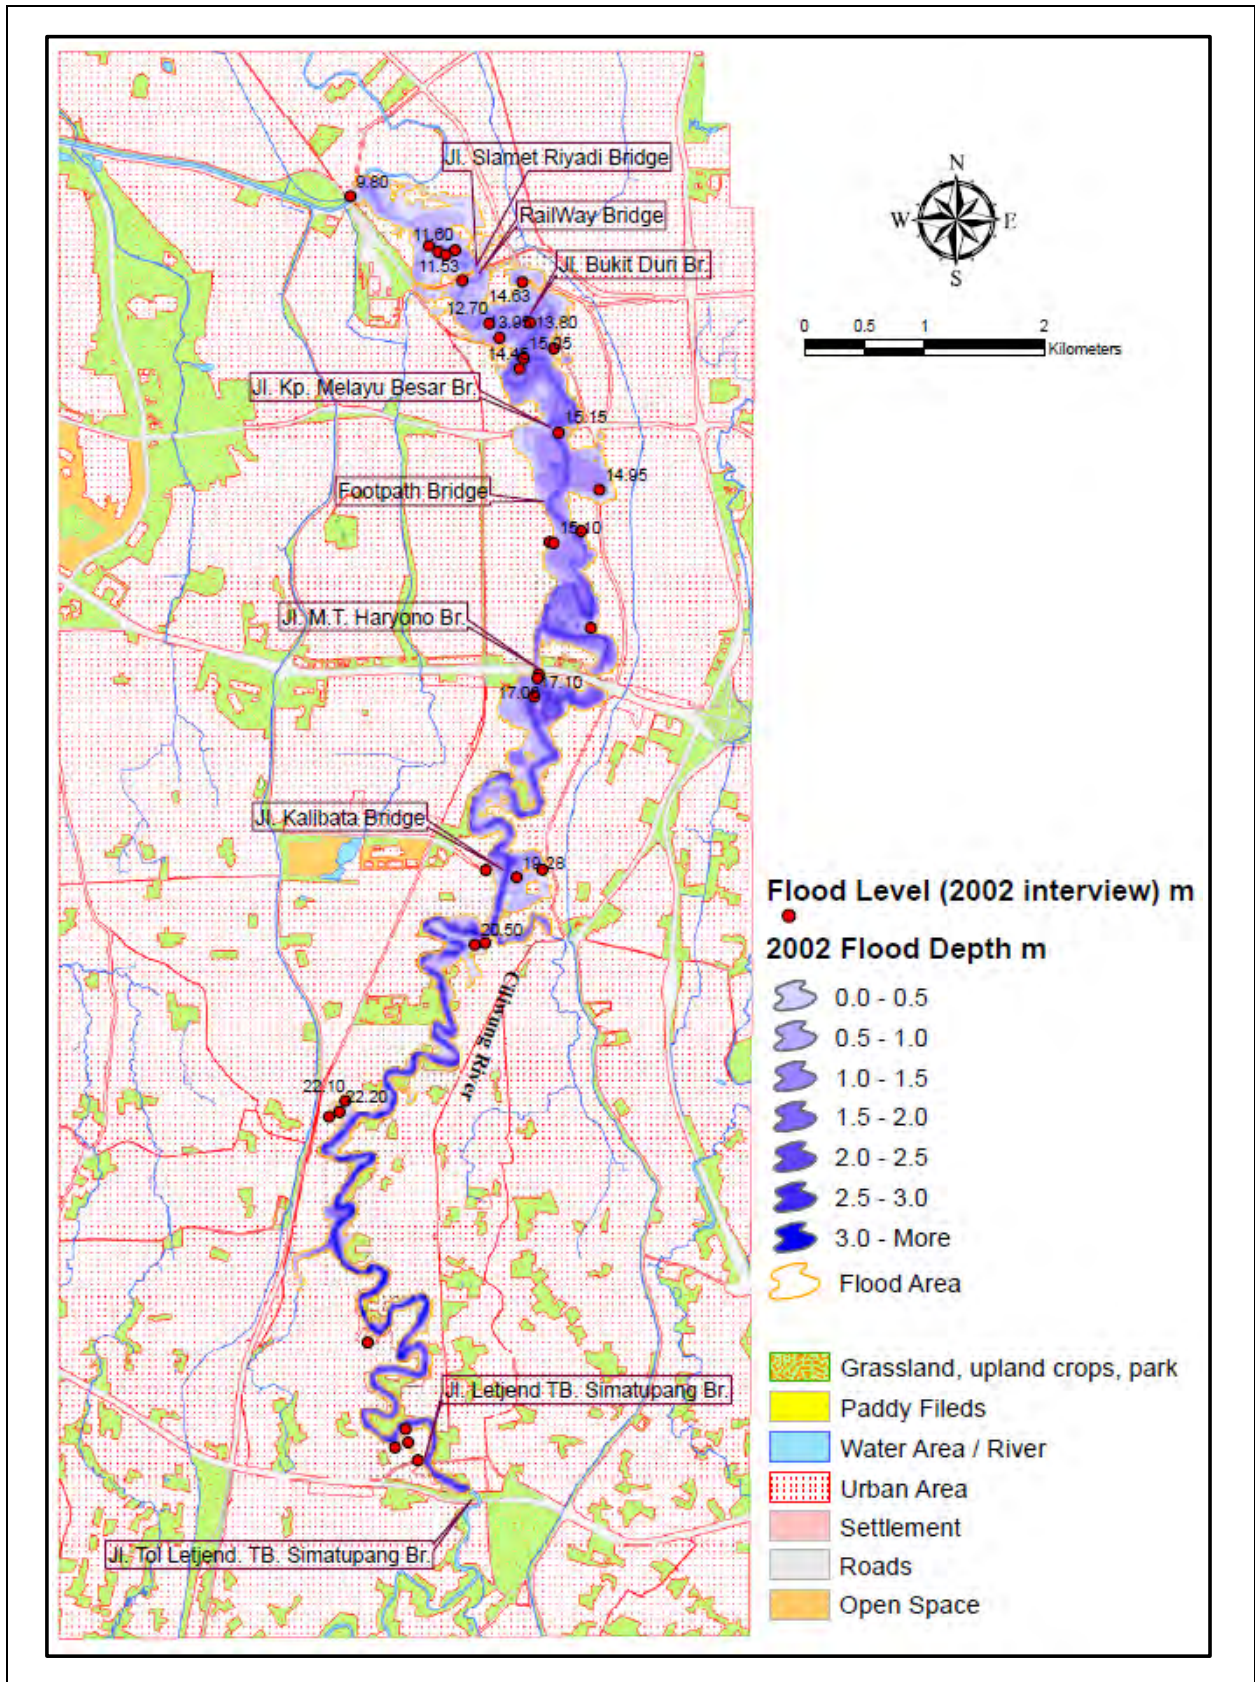 N
W
E
S
0
0.5
1
2
Kilometers
Jl. Slamet Riyadi Bridge
9.80
RailWay Bridge
11.60
11.53
Jl. Bukit Duri Br.
14.63
12.70
13.95
13.80
14.45
Jl. Kp. Melayu Besar Br.
15.15
14.95
Footpath Bridge
15.10
Jl. M.T. Haryono Br.
17.10
Jl. Kalibata Bridge
19.28
20.50
Ciliwung River
22.10
22.20
Jl. Letjend TB. Simatupang Br.
Jl. Tol Letjend. TB. Simatupang Br.
Flood Level (2002 interview) m
2002 Flood Depth m
0.0 - 0.5
0.5 - 1.0
1.0 - 1.5
1.5 - 2.0
2.0 - 2.5
2.5 - 3.0
3.0 - More
Flood Area
Grassland, upland crops, park
Paddy Fileds
Water Area / River
Urban Area
Settlement
Roads
Open Space